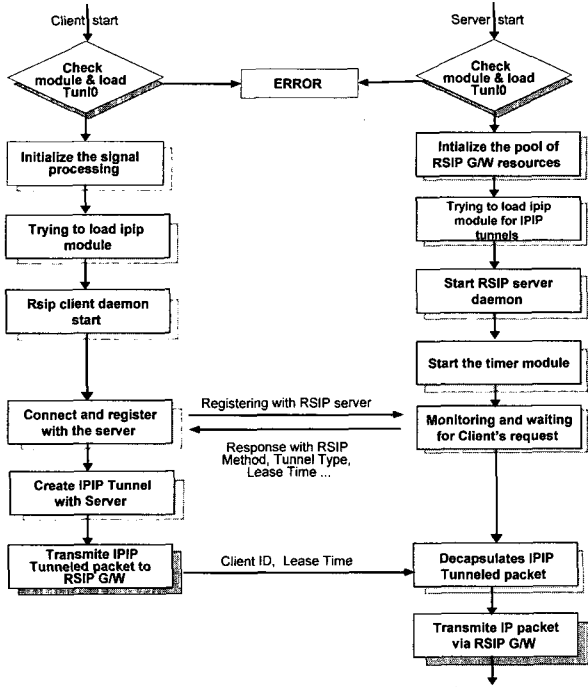 Client start
Server start
Check
module & load
Tunl0
ERROR
Check
module & load
Tunl0
Initialize the signal
processing
Intialize the pool of
RSIP G/W resources
Trying to load ipip
module
Trying to load ipip
module for IPIP
tunnels
Rsip client daemon
start
Start RSIP server
daemon
Start the timer module
Connect and register
with the server
Registering with RSIP server
Response with RSIP
Method, Tunnel Type,
Lease Time ...
Monitoring and waiting
for Client's request
Create IPIP Tunnel
with Server
Transmite IPIP
Tunneled packet to
RSIP G/W
Client ID, Lease Time
Decapsulates IPIP
Tunneled packet
Transmite IP packet
via RSIP G/W